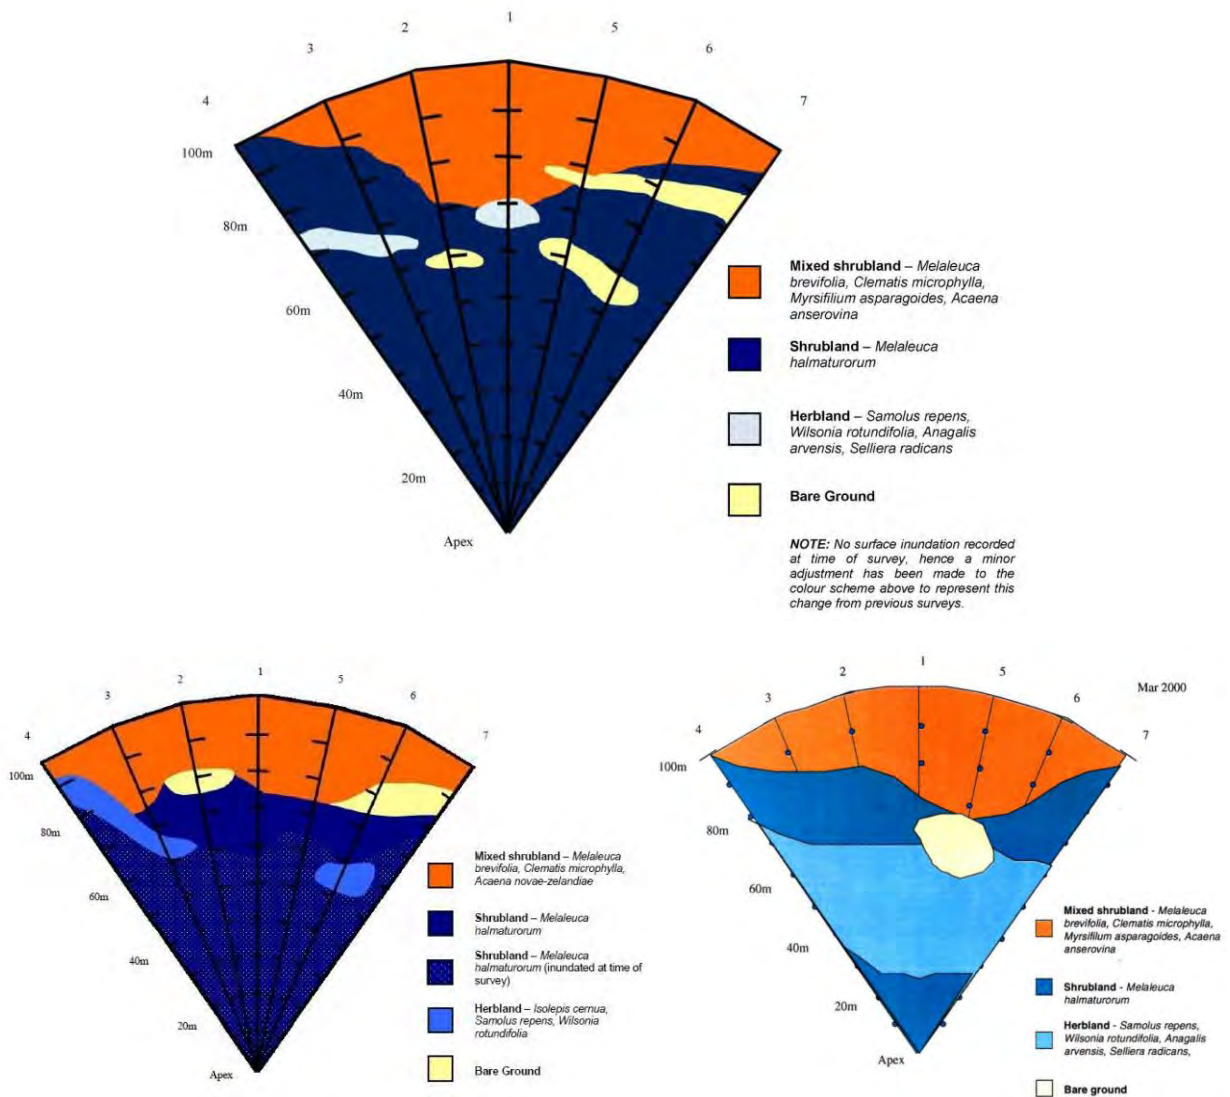 1
2
5
3
6
4
7
100m
80m
60m
40m
20m
Apex
Mixed shrubland – Melaleuca
brevifolia, Clematis microphylla,
Myrsifilium asparagoides, Acaena
anserovina
Shrubland – Melaleuca
halmaturorum
Herbland – Samolus repens,
Wilsonia rotundifolia, Anagalis
arvensis, Selliera radicans
Bare Ground
NOTE: No surface inundation recorded
at time of survey, hence a minor
adjustment has been made to the
colour scheme above to represent this
change from previous surveys.
1
2
5
3
6
4
7
100m
80m
60m
40m
20m
Apex
Mixed shrubland – Melaleuca
brevifolia, Clematis microphylla,
Acaena novae-zelandiae
Shrubland – Melaleuca
halmaturorum
Shrubland – Melaleuca
halmaturorum (inundated at time of
survey)
Herbland – Isolepis cernua,
Samolus repens, Wilsonia
rotundifolia
Bare Ground
1
2
5
3
6
Mar 2000
4
7
100m
80m
60m
40m
20m
Apex
Mixed shrubland - Melaleuca
brevifolia, Clematis microphylla,
Myrsifilum asparagoides, Acaena
anserovina
Shrubland - Melaleuca
halmaturorum
Herbland - Samolus repens,
Wilsonia rotundifolia, Anagalis
arvensis, Selliera radicans,
Bare ground